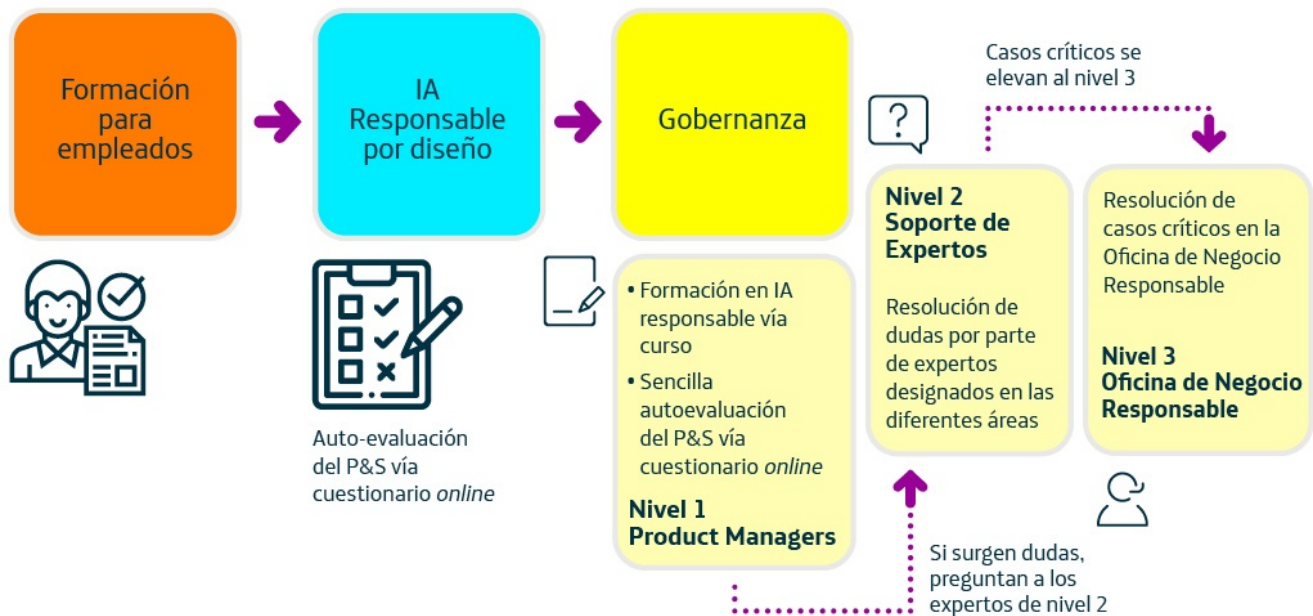 Formación
para
empleados
IA
Responsable
por diseño
Auto-evaluación
del P&S vía
cuestionario online
Gobernanza
• Formación en IA
responsable vía
curso
• Sencilla
autoevaluación
del P&S vía
cuestionario online
Nivel 1
Product Managers
Si surgen dudas,
preguntan a los
expertos de nivel 2
?
Nivel 2
Soporte de
Expertos
Resolución de
dudas por parte
de expertos
designados en las
diferentes áreas
Casos críticos se
elevan al nivel 3
Resolución de
casos críticos en la
Oficina de Negocio
Responsable
Nivel 3
Oficina de Negocio
Responsable